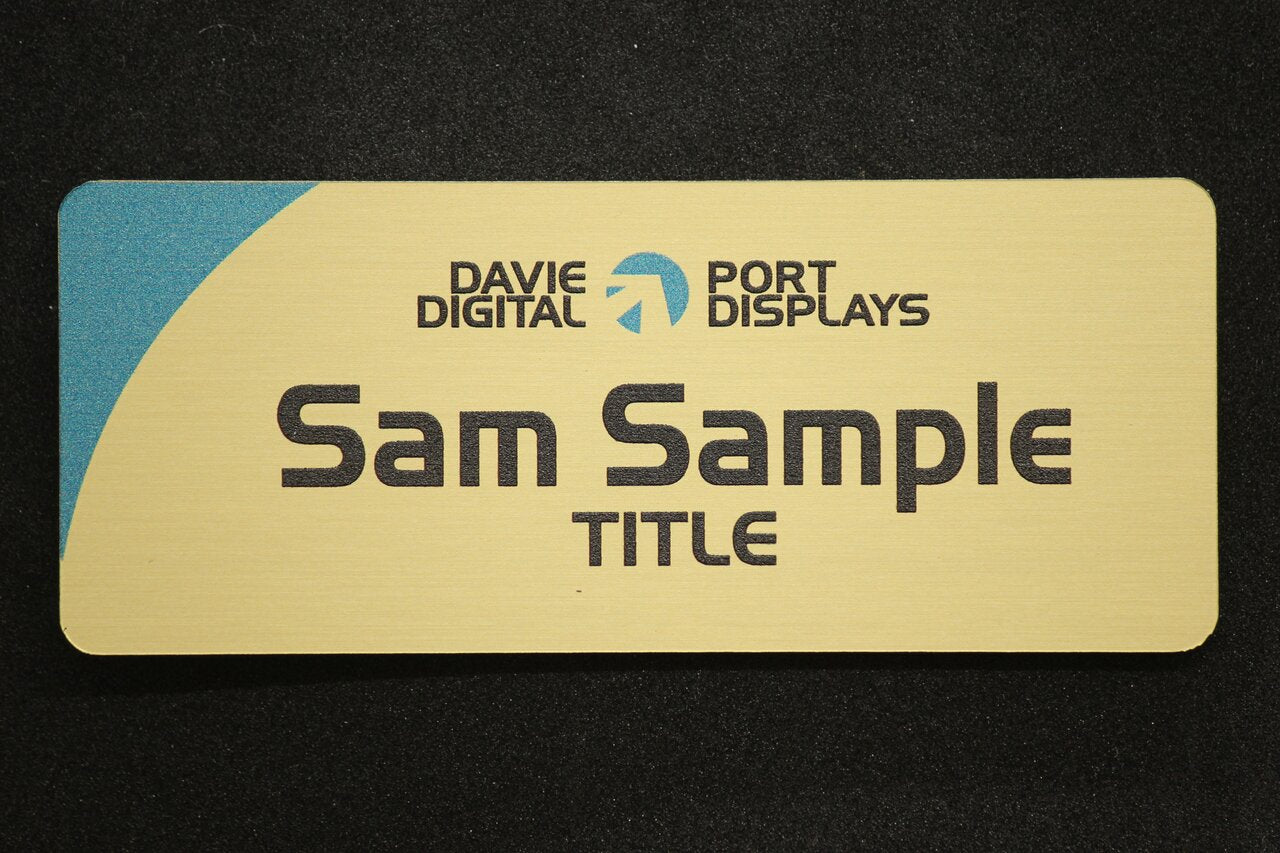 DAVIE DIGITAL
PORT DISPLAYS
Sam Sample
TITLE